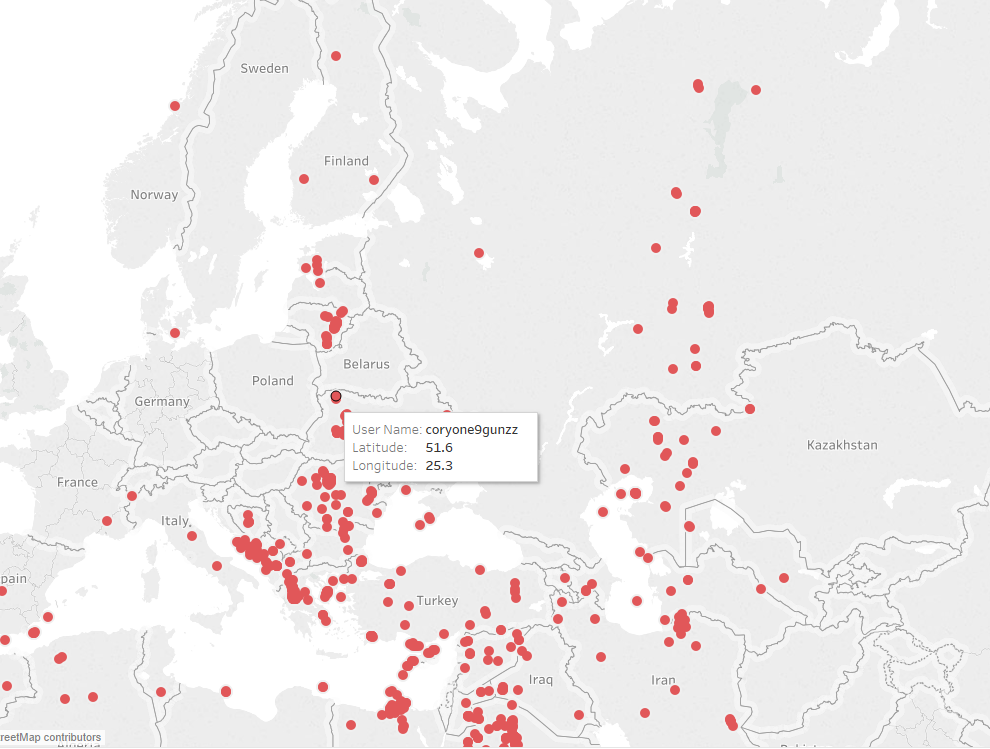 Sweden
Finland
Norway
Belarus
Poland
Germany
User Name: coryone9gunzz
Latitude: 51.6
Longitude: 25.3
Kazakhstan
France
Italy
pain
Turkey
Iraq
Iran
treetMap contributors